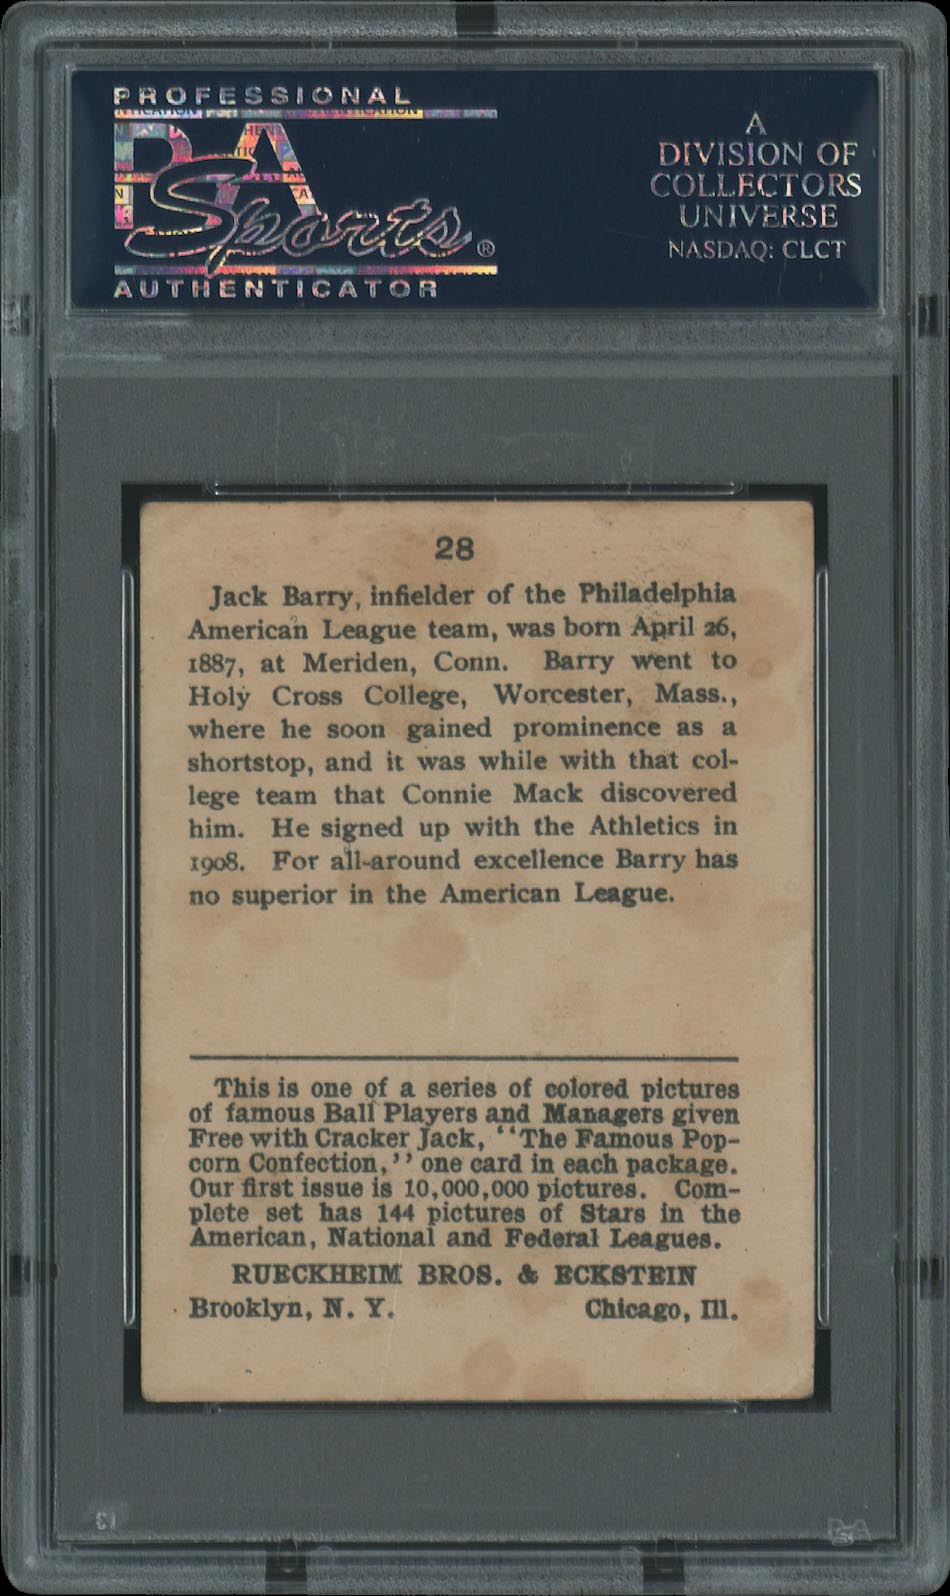 PROFESSIONAL
PSA
Sports®
AUTHENTICATOR
A
DIVISION OF
COLLECTORS
UNIVERSE
NASDAQ: CLCT
28
Jack Barry, infielder of the Philadelphia
American League team, was born April 26,
1887, at Meriden, Conn. Barry went to
Holy Cross College, Worcester, Mass.,
where he soon gained prominence as a
shortstop, and it was while with that col-
lege team that Connie Mack discovered
him. He signed up with the Athletics in
1908. For all-around excellence Barry has
no superior in the American League.
This is one of a series of colored pictures
of famous Ball Players and Managers given
Free with Cracker Jack, "The Famous Pop-
corn Confection," one card in each package.
Our first issue is 10,000,000 pictures. Com-
plete set has 144 pictures of Stars in the
American, National and Federal Leagues.
RUECKHEIM BROS. & ECKSTEIN
Brooklyn, N. Y. Chicago, Ill.